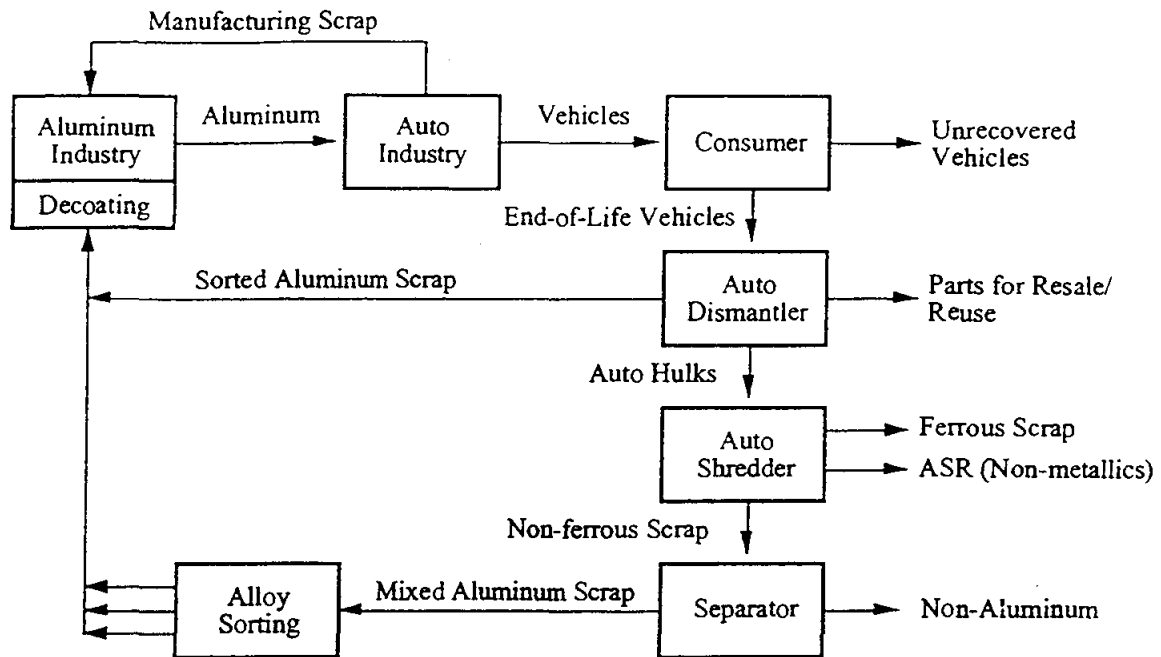 Manufacturing Scrap
Aluminum
Industry
Decoating
Aluminum
Auto
Industry
Vehicles
Consumer
Unrecovered
Vehicles
End-of-Life Vehicles
Sorted Aluminum Scrap
Auto
Dismantler
Parts for Resale/
Reuse
Auto Hulks
Auto
Shredder
Ferrous Scrap
ASR (Non-metallics)
Non-ferrous Scrap
Alloy
Sorting
Mixed Aluminum Scrap
Separator
Non-Aluminum